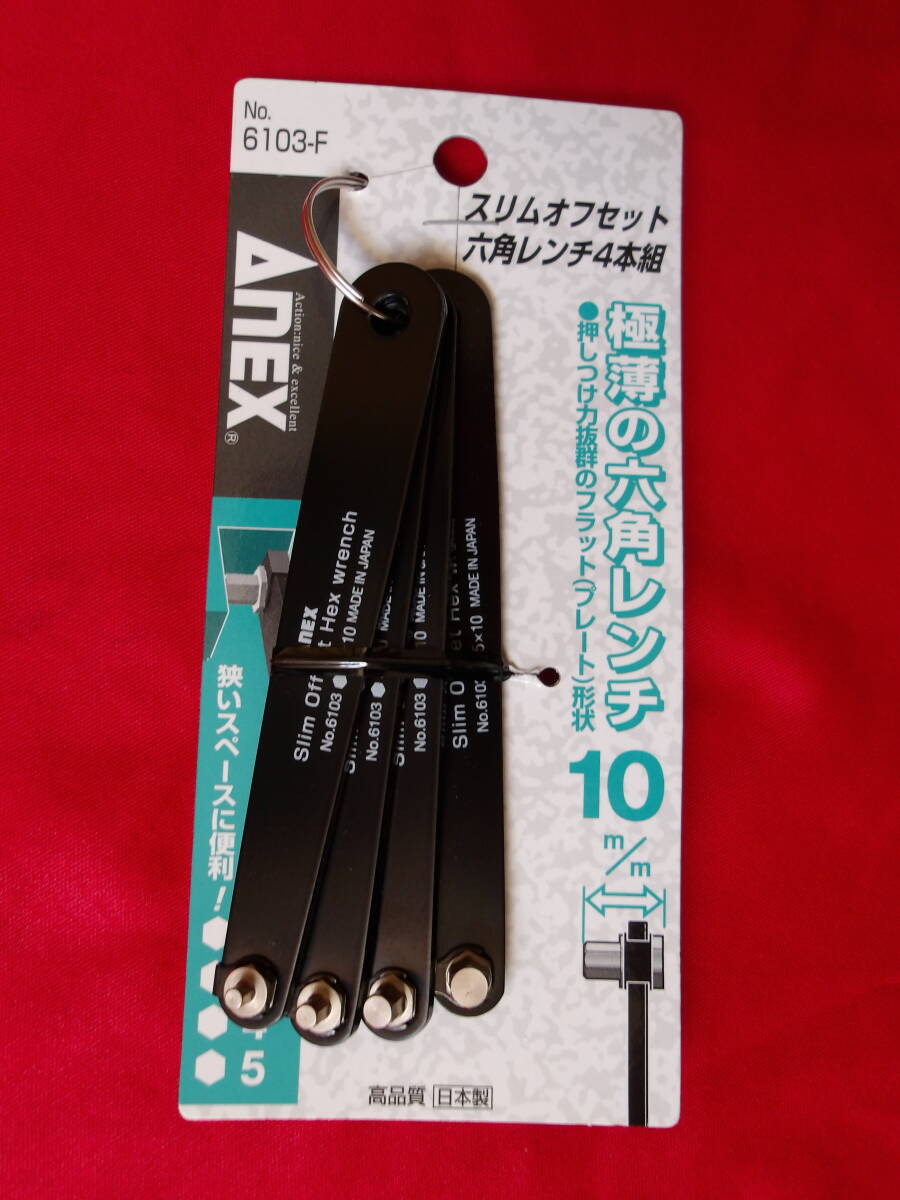 No.
6103-F
スリムオフセット
六角レンチ4本組
ANEX
®
Action:nice & excellent
極薄の六角レンチ
●押しつけ力抜群のフラット(プレート)形状
10
m/m
狭いスペースに便利!
5
NEX
Slim Off t Hex wrench
No.6103 10 MADE IN JAPAN
No.6103
No.6103 10 MADE IN
Slim O et Hex
No.610 5×10 MADE IN JAPAN
高品質 日本製